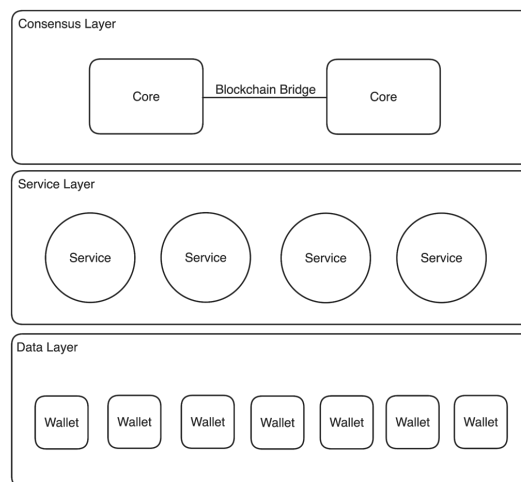 Consensus Layer
Core
Blockchain Bridge
Core
Service Layer
Service
Service
Service
Service
Data Layer
Wallet
Wallet
Wallet
Wallet
Wallet
Wallet
Wallet